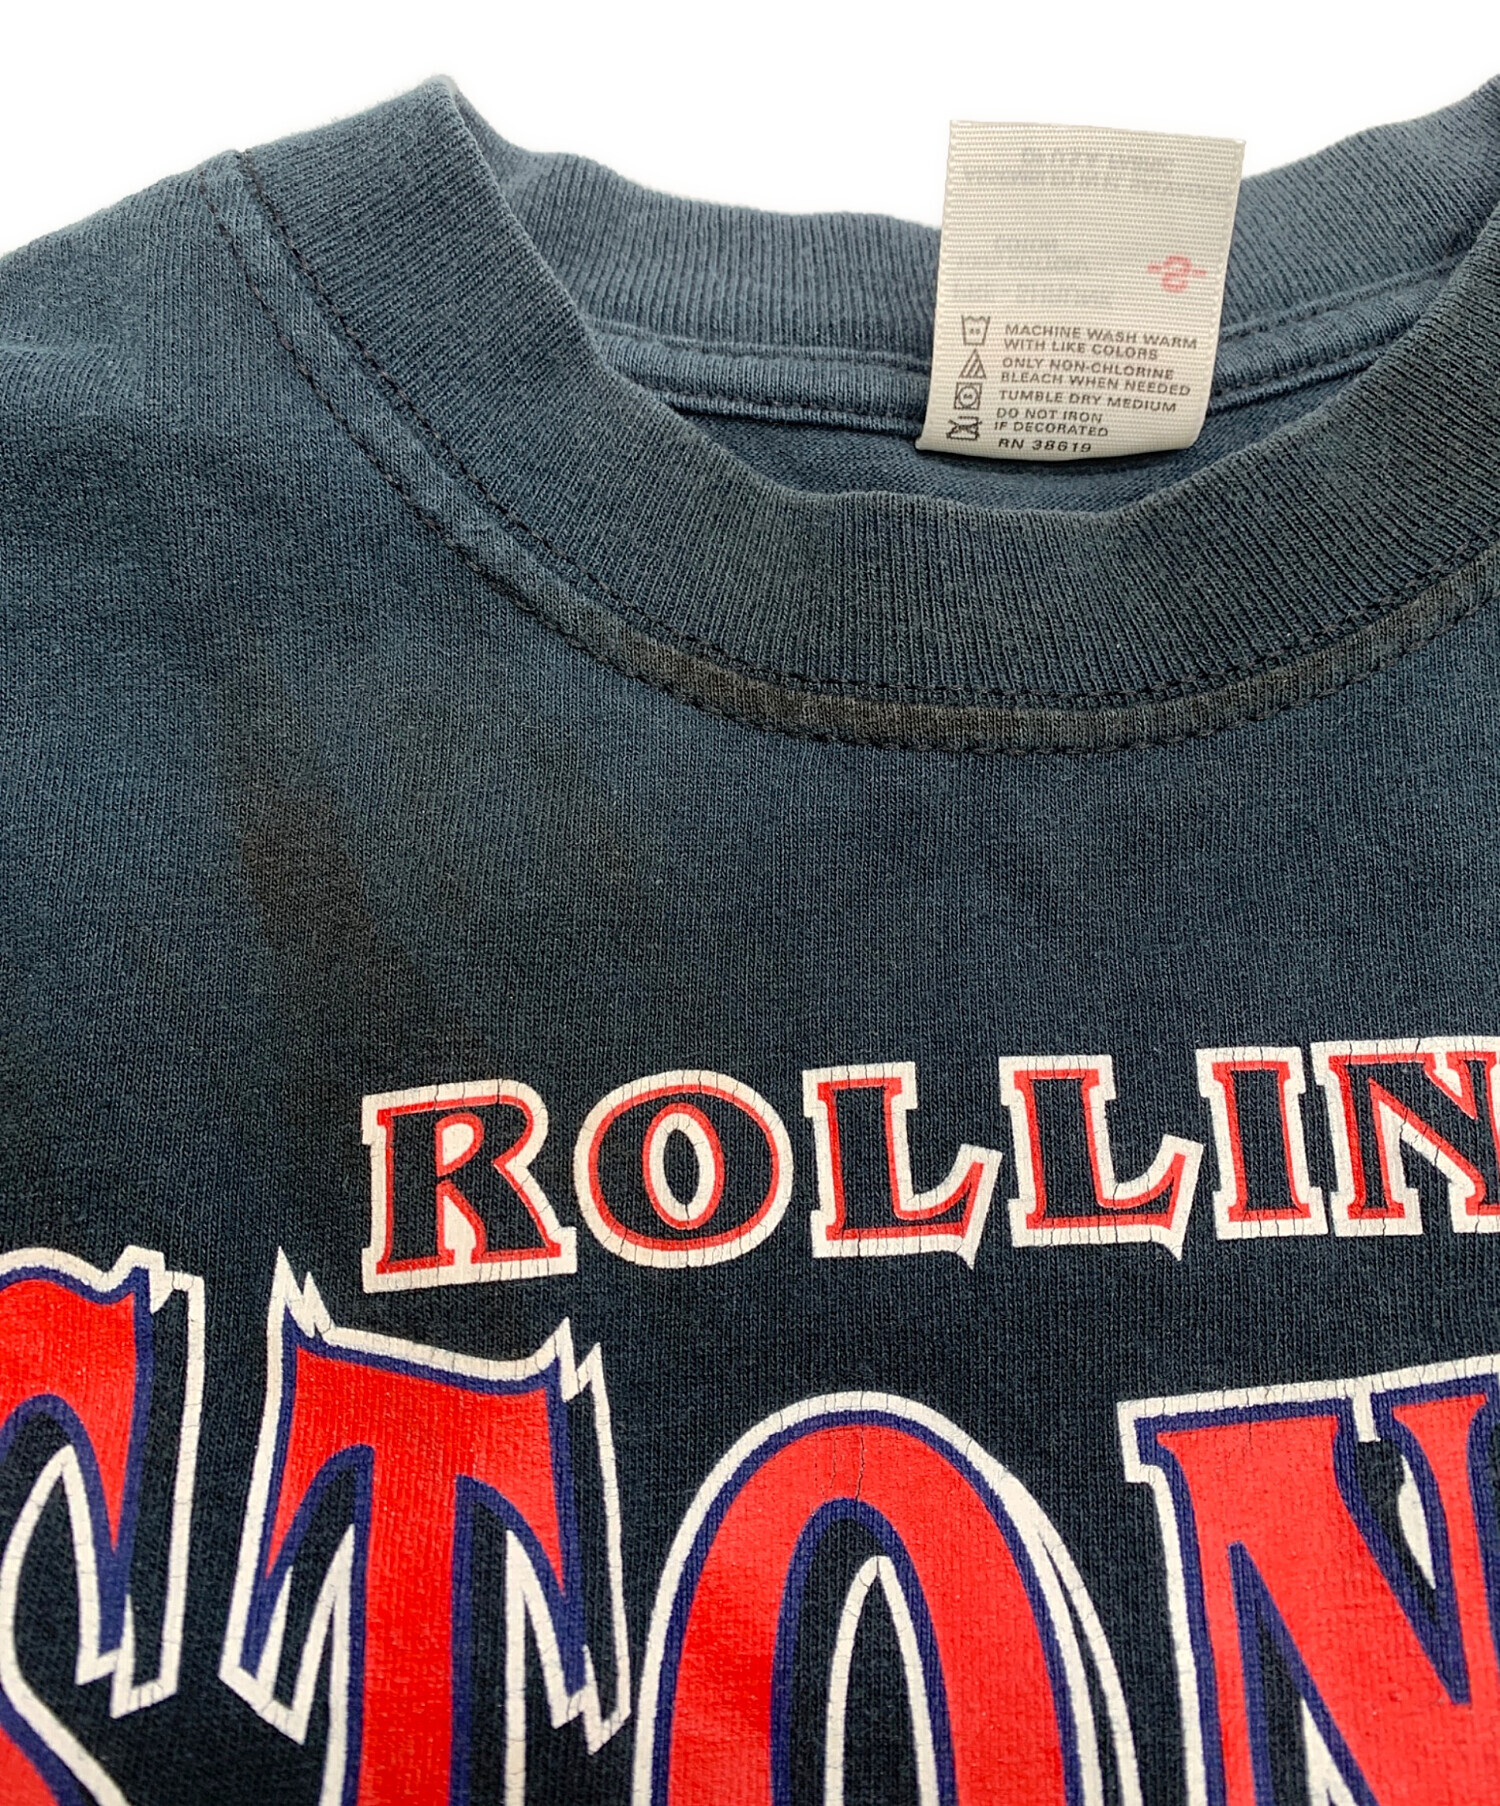 MACHINE WASH WARM
WITH LIKE COLORS
ONLY NON-CHLORINE
BLEACH WHEN NEEDED
TUMBLE DRY MEDIUM
DO NOT IRON
IF DECORATED
RN 38619
ROLLIN
STON